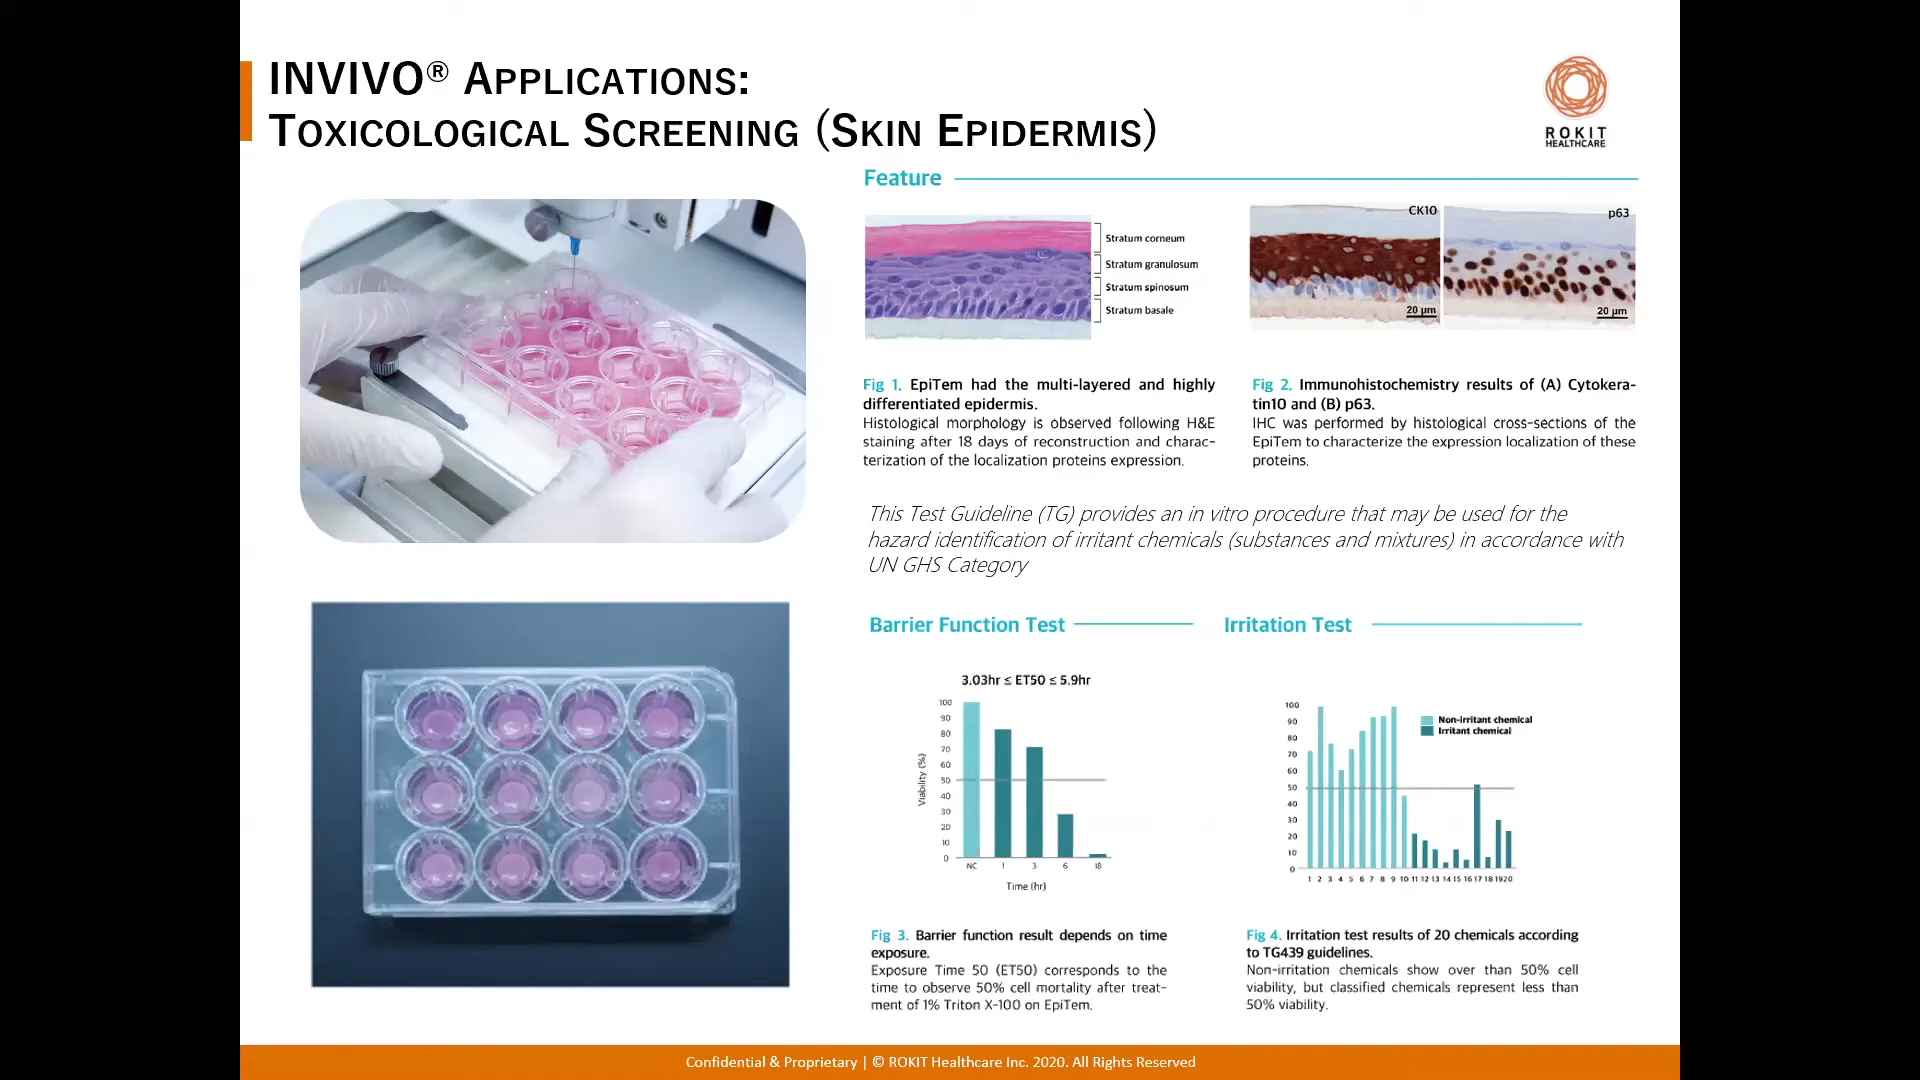 INVIVO® APPLICATIONS:
TOXICOLOGICAL SCREENING (SKIN EPIDERMIS)
ROKIT
HEALTHCARE
Feature
Stratum corneum
Stratum granulosum
Stratum spinosum
Stratum basale
CK10
20 µm
p63
20 µm
Fig 1. EpiTem had the multi-layered and highly
differentiated epidermis.
Histological morphology is observed following H&E
staining after 18 days of reconstruction and charac-
terization of the localization proteins expression.
Fig 2. Immunohistochemistry results of (A) Cytokera-
tin10 and (B) p63.
IHC was performed by histological cross-sections of the
EpiTem to characterize the expression localization of these
proteins.
This Test Guideline (TG) provides an in vitro procedure that may be used for the
hazard identification of irritant chemicals (substances and mixtures) in accordance with
UN GHS Category
Barrier Function Test
3.03hr ≤ ET50 ≤ 5.9hr
Viability (%)
100
90
80
70
60
50
40
30
20
10
0
NC 1 3 6 18
Time (hr)
Fig 3. Barrier function result depends on time
exposure.
Exposure Time 50 (ET50) corresponds to the
time to observe 50% cell mortality after treat-
ment of 1% Triton X-100 on EpiTem.
Irritation Test
100
90
80
70
60
50
40
30
20
10
0
Non-irritant chemical
Irritant chemical
1 2 3 4 5 6 7 8 9 10 11 12 13 14 15 16 17 18 19 20
Fig 4. Irritation test results of 20 chemicals according
to TG439 guidelines.
Non-irritation chemicals show over than 50% cell
viability, but classified chemicals represent less than
50% viability.
Confidential & Proprietary | © ROKIT Healthcare Inc. 2020. All Rights Reserved